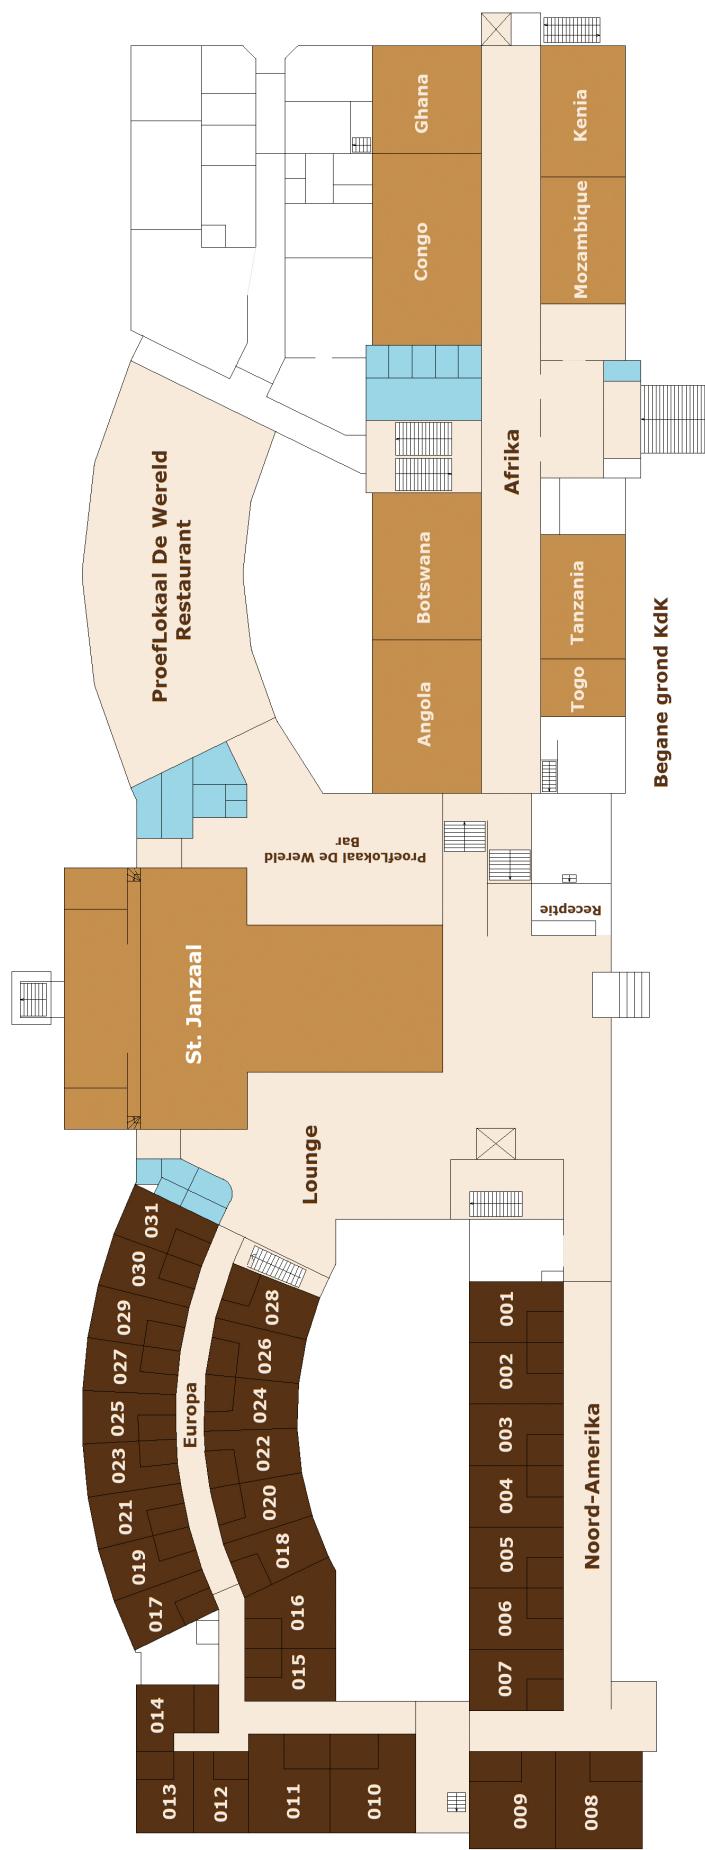 Ghana
Kenia
Congo
Mozambique
Afrika
ProefLokaal De Wereld
Restaurant
Botswana
Tanzania
Angola
Togo
Begane grond KdK
ProefLokaal De Wereld
Bar
Receptie
St. Janzaal
Lounge
031
030
029
027
025
023
021
019
017
Europa
028
026
024
022
020
018
016
015
001
002
003
004
005
006
007
Noord-Amerika
014
013
012
011
010
009
008